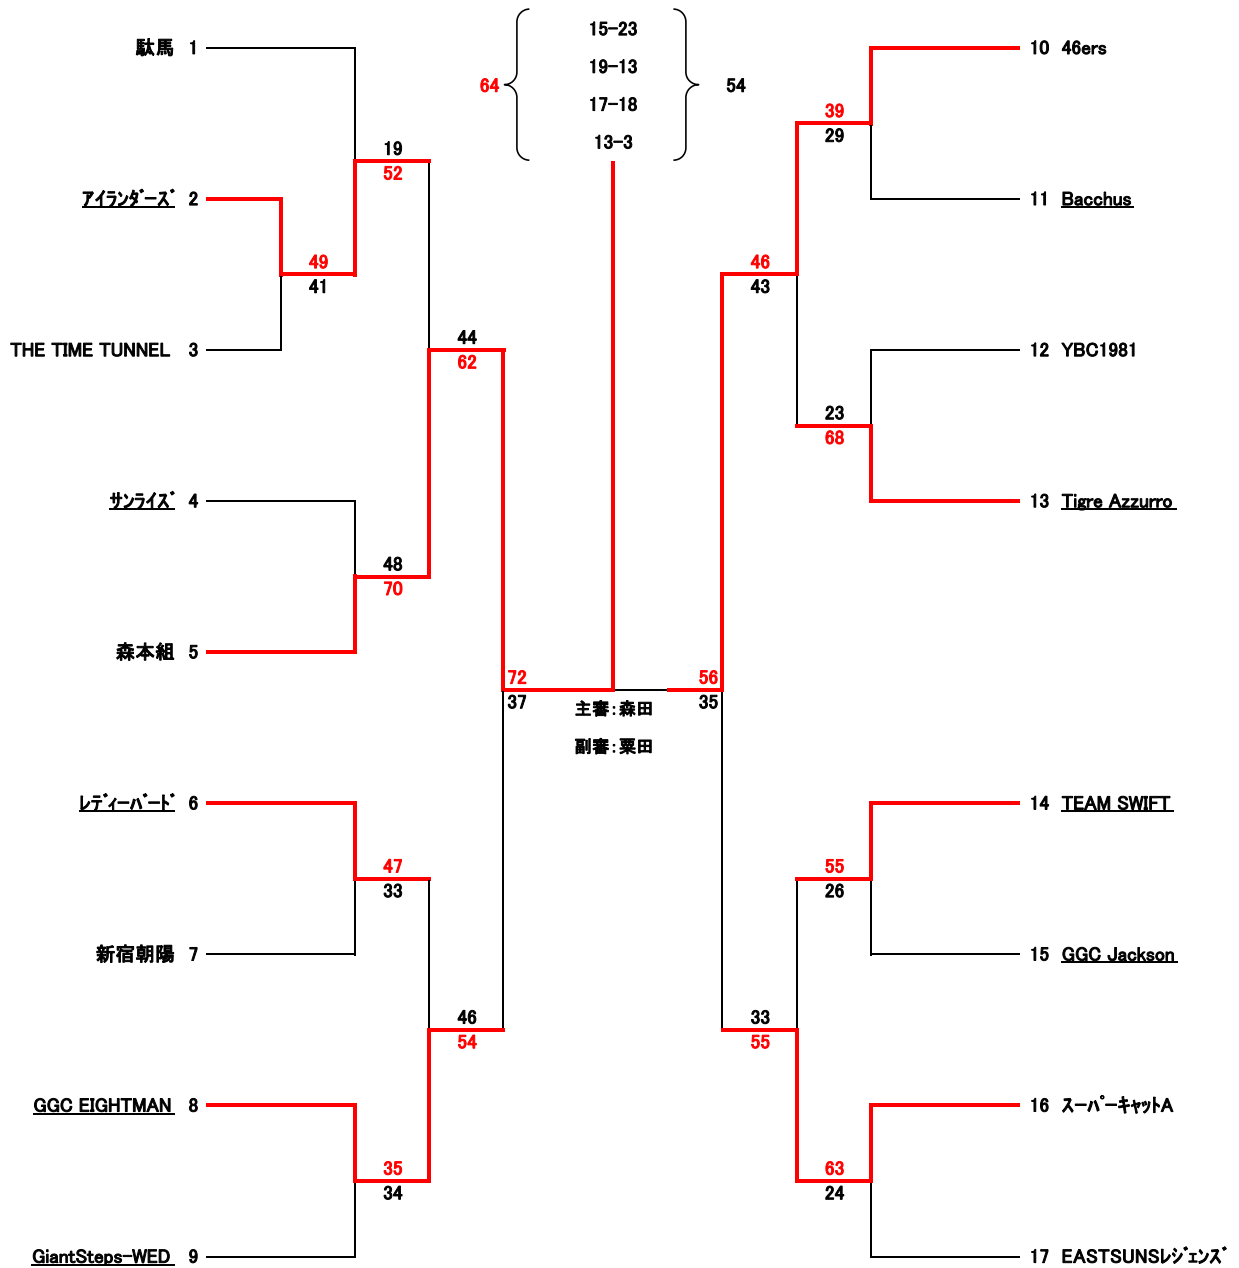 15-23
駄馬 1
10 46ers
19-13
64
54
17-18
39
29
13-3
19
52
アイランダーズ 2
11 Bacchus
49
41
46
43
44
62
THE TIME TUNNEL 3
12 YBC1981
23
68
サンライズ 4
13 Tigre Azzurro
48
70
森本組 5
72
37
56
35
主審:森田
副審:粟田
レディーバード 6
14 TEAM SWIFT
47
33
55
26
新宿朝陽 7
15 GGC Jackson
46
54
33
55
GGC EIGHTMAN 8
16 スーパーキャットA
35
34
63
24
GiantSteps-WED 9
17 EASTSUNSレジェンズ